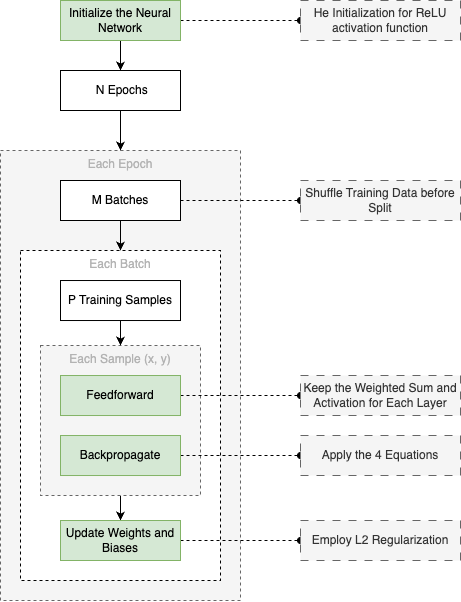 Initialize the Neural
Network
He Initialization for ReLU
activation function
N Epochs
Each Epoch
M Batches
Shuffle Training Data before
Split
Each Batch
P Training Samples
Each Sample (x, y)
Feedforward
Keep the Weighted Sum and
Activation for Each Layer
Backpropagate
Apply the 4 Equations
Update Weights and
Biases
Employ L2 Regularization